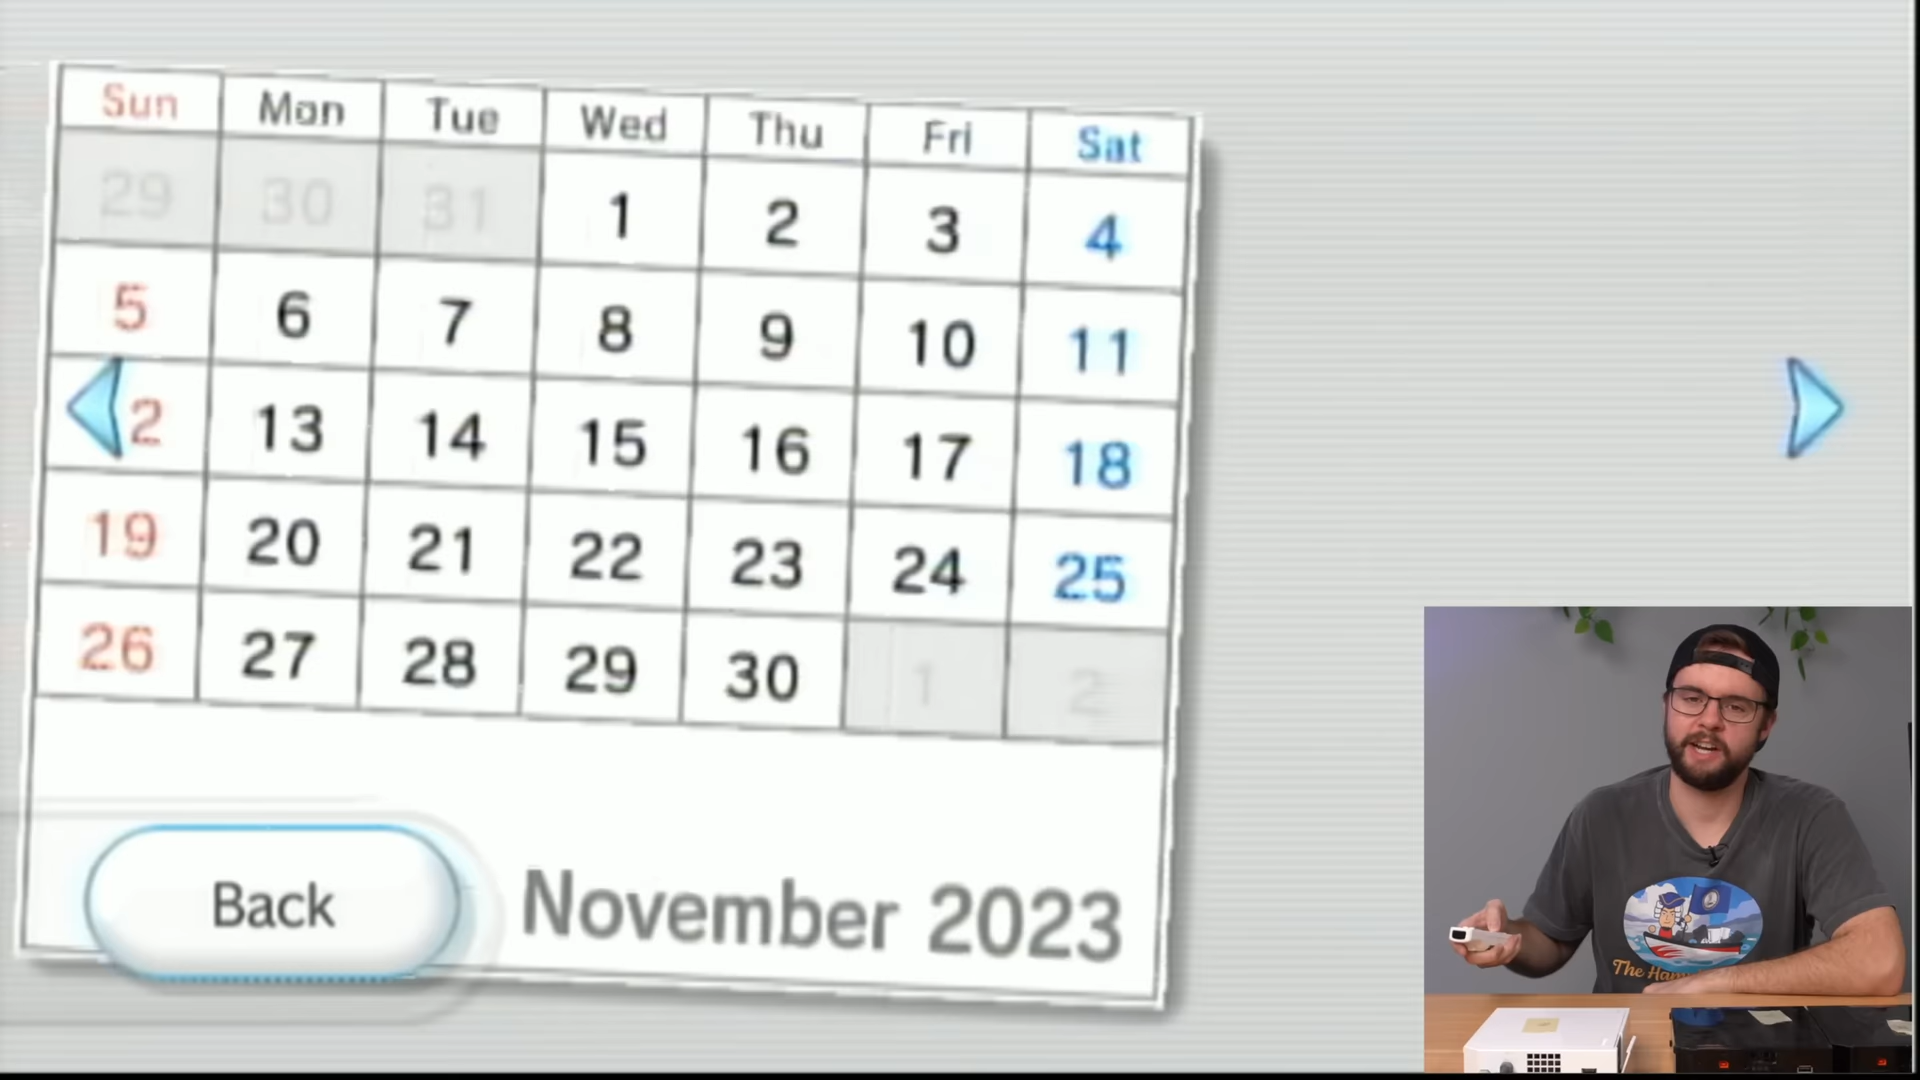 Sun Mon Tue Wed Thu Fri Sat
29 30 31 1 2 3 4
5 6 7 8 9 10 11
2 13 14 15 16 17 18
19 20 21 22 23 24 25
26 27 28 29 30 1 2
Back
November 2023
The